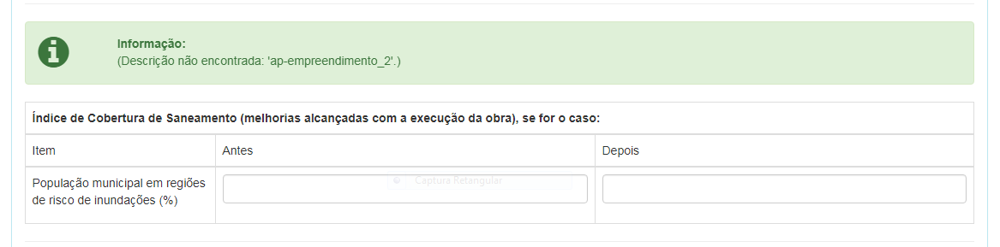 Informação:
(Descrição não encontrada: 'ap-empreendimento_2'.)
Índice de Cobertura de Saneamento (melhorias alcançadas com a execução da obra), se for o caso:
Item
Antes
Depois
População municipal em regiões
de risco de inundações (%)
Captura Retangular